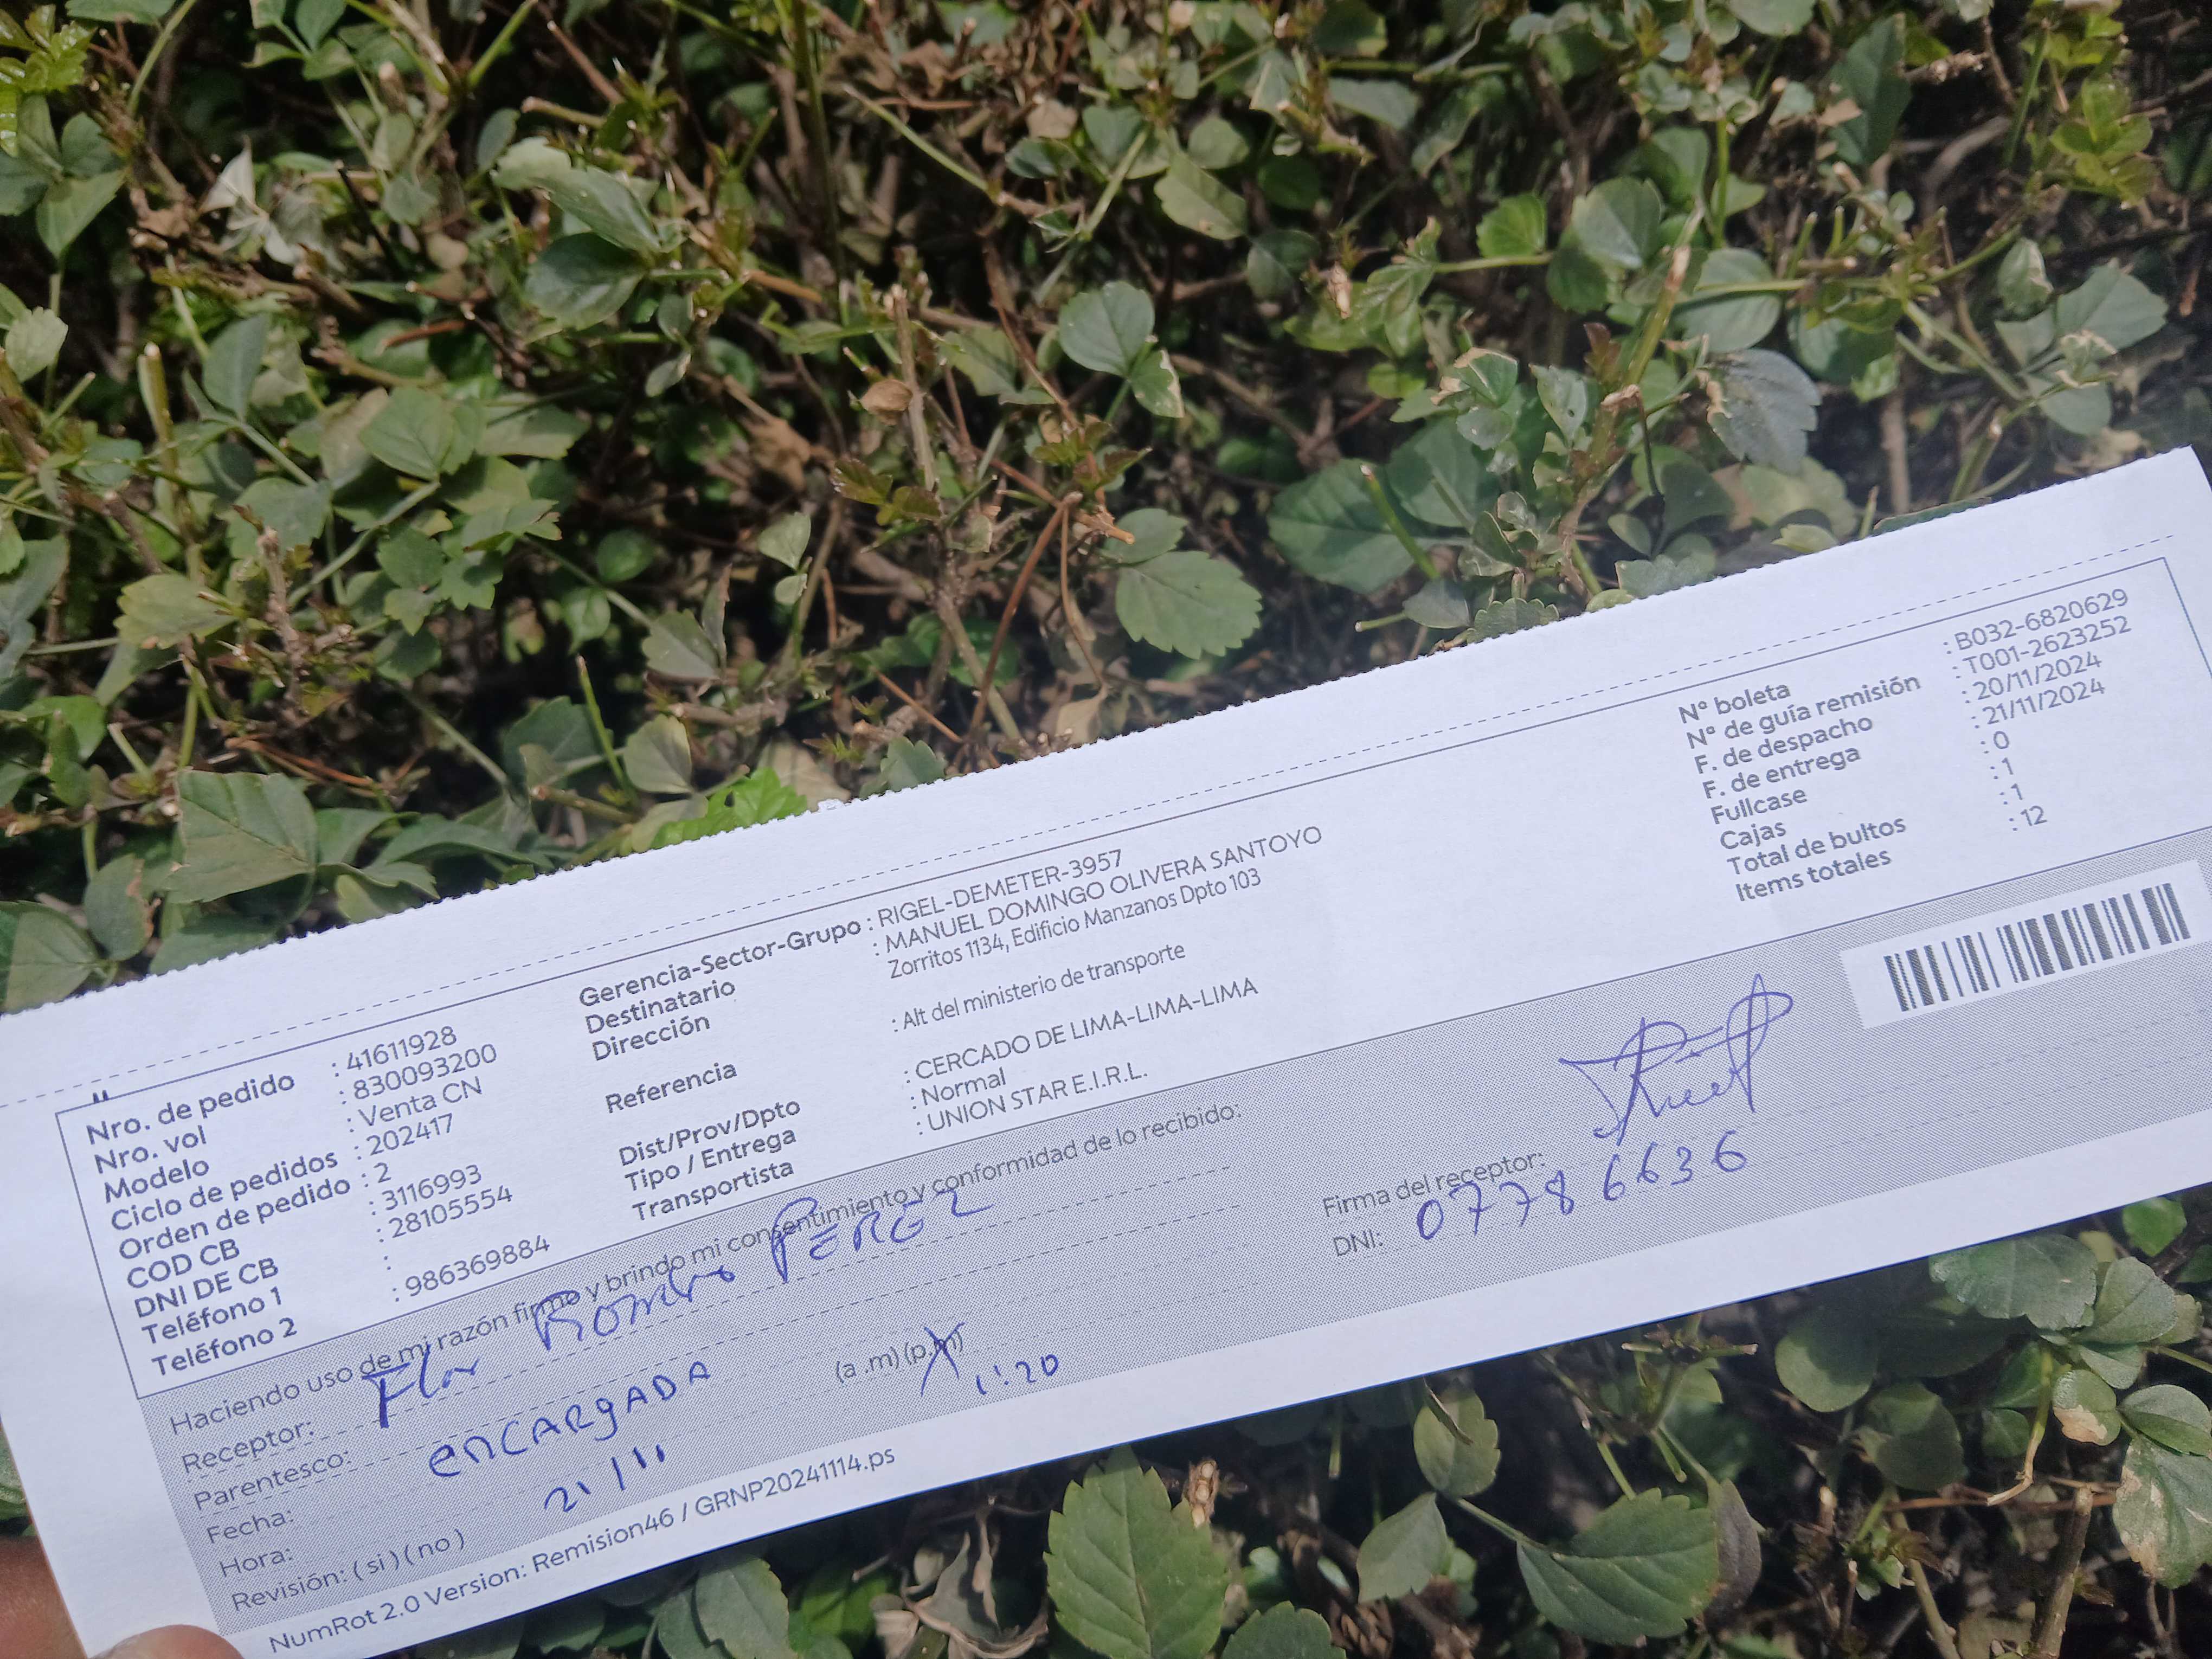 Nro. de pedido : 41611928
Nro. vol : 830093200
Modelo : Venta CN
Ciclo de pedidos : 202417
Orden de pedido : 2
COD CB : 3116993
DNI DE CB : 28105554
Teléfono 1 :
Teléfono 2 : 986369884
Gerencia-Sector-Grupo : RIGEL-DEMETER-3957
Destinatario : MANUEL DOMINGO OLIVERA SANTOYO
Dirección Zorritos 1134, Edificio Manzanos Dpto 103
Referencia : Alt del ministerio de transporte
Dist/Prov/Dpto : CERCADO DE LIMA-LIMA-LIMA
Tipo / Entrega : Normal
Transportista : UNION STAR E.I.R.L.
N° boleta : B032-6820629
N° de guía remisión : T001-2623252
F. de despacho : 20/11/2024
F. de entrega : 21/11/2024
Fullcase : 0
Cajas : 1
Total de bultos : 1
Items totales : 12
Haciendo uso de mi razón firmo y brindo mi consentimiento y conformidad de lo recibido:
Receptor: Flor PEREZ
Parentesco: encARgADA
Fecha: 21/11
Hora: (a .m) (p.m) 1:20
Revisión: ( si ) ( no )
Firma del receptor:
DNI: 07786636
NumRot 2.0 Version: Remision46 / GRNP20241114.ps